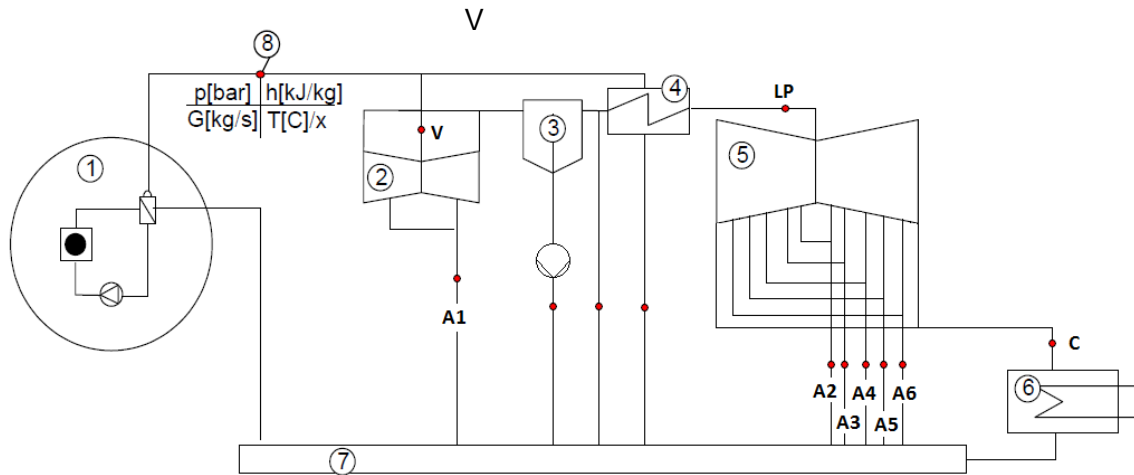 V
8
p[bar] h[kJ/kg]
G[kg/s] T[C]/x
4
LP
1
V
3
2
5
A1
C
A2
A4
A6
6
A3
A5
7